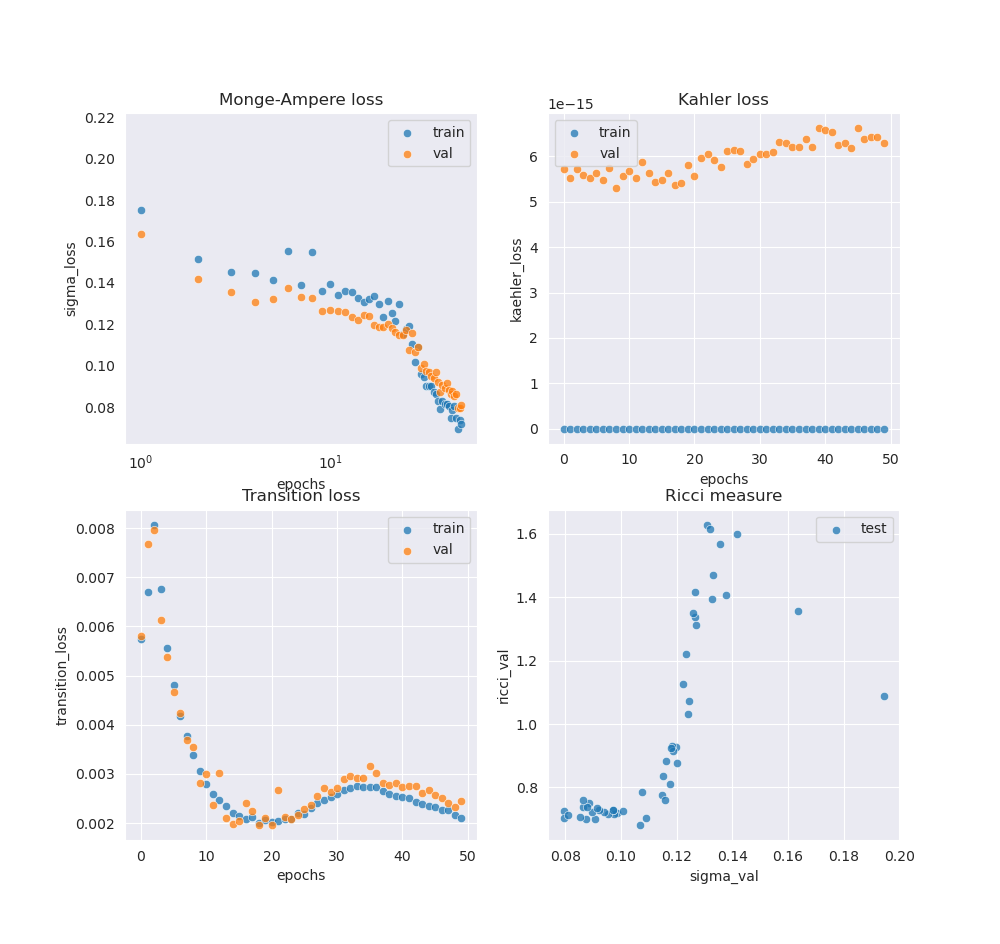 Monge-Ampere loss
0.22
0.20
0.18
0.16
0.14
0.12
0.10
0.08
sigma_loss
train
val
10⁰
10¹
epochs
Kahler loss
1e−15
6
5
4
3
2
1
0
kaehler_loss
train
val
0
10
20
30
40
50
epochs
Transition loss
0.008
0.007
0.006
0.005
0.004
0.003
0.002
transition_loss
train
val
0
10
20
30
40
50
epochs
Ricci measure
1.6
1.4
1.2
1.0
0.8
ricci_val
test
0.08
0.10
0.12
0.14
0.16
0.18
0.20
sigma_val